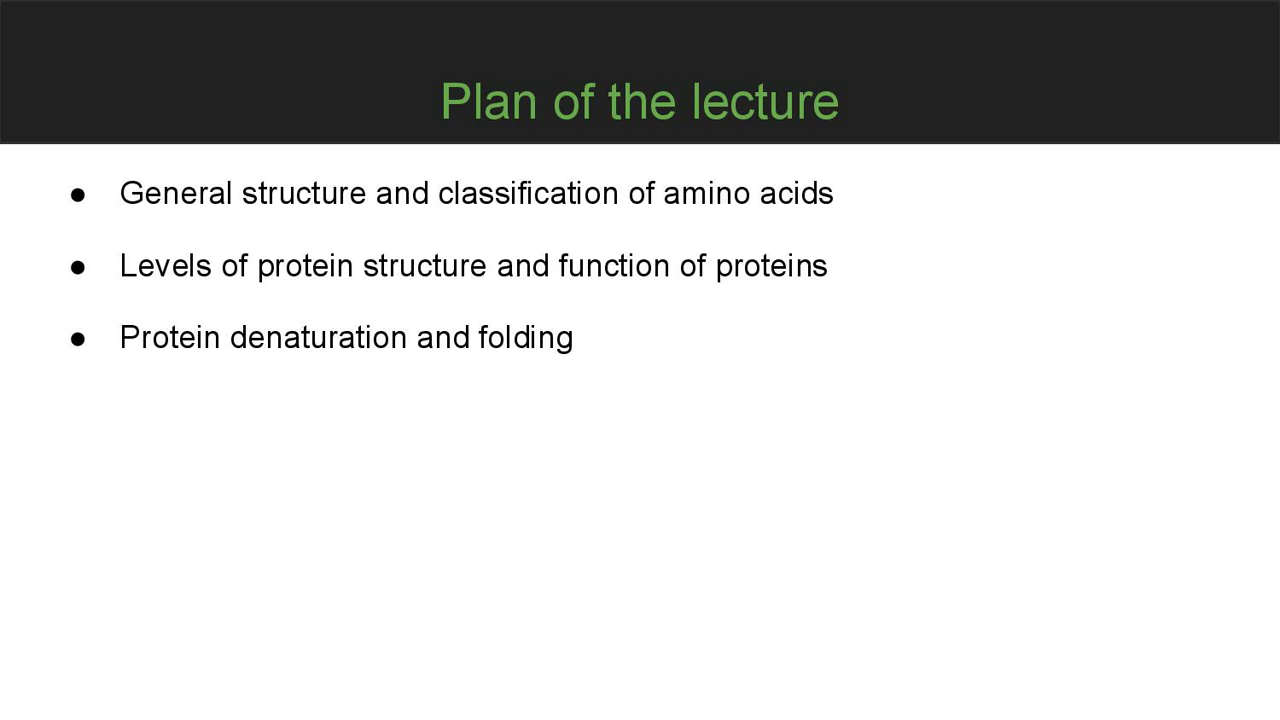 Plan of the lecture
● General structure and classification of amino acids
● Levels of protein structure and function of proteins
● Protein denaturation and folding